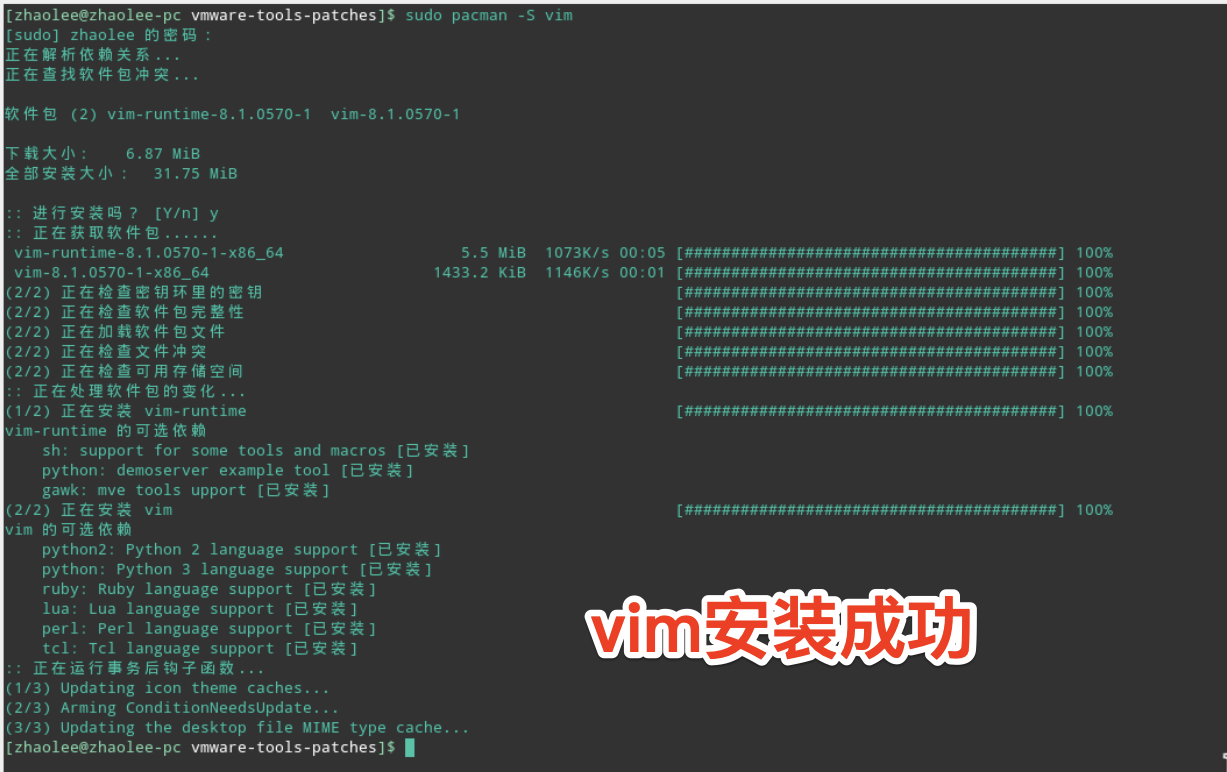 [zhaolee@zhaolee-pc vmware-tools-patches]$ sudo pacman -S vim
[sudo] zhaolee 的密码：
正在解析依赖关系...
正在查找软件包冲突...
软件包 (2) vim-runtime-8.1.0570-1  vim-8.1.0570-1
下载大小：   6.87 MiB
全部安装大小：  31.75 MiB
:: 进行安装吗？ [Y/n] y
:: 正在获取软件包......
vim-runtime-8.1.0570-1-x86_64 5.5 MiB 1073K/s 00:05 [########################################] 100%
vim-8.1.0570-1-x86_64 1433.2 KiB 1146K/s 00:01 [########################################] 100%
(2/2) 正在检查密钥环里的密钥 [########################################] 100%
(2/2) 正在检查软件包完整性 [########################################] 100%
(2/2) 正在加载软件包文件 [########################################] 100%
(2/2) 正在检查文件冲突 [########################################] 100%
(2/2) 正在检查可用存储空间 [########################################] 100%
:: 正在处理软件包的变化...
(1/2) 正在安装 vim-runtime [########################################] 100%
vim-runtime 的可选依赖
    sh: support for some tools and macros [已安装]
    python: demoserver example tool [已安装]
    gawk: mve tools upport [已安装]
(2/2) 正在安装 vim [########################################] 100%
vim 的可选依赖
    python2: Python 2 language support [已安装]
    python: Python 3 language support [已安装]
    ruby: Ruby language support [已安装]
    lua: Lua language support [已安装]
    perl: Perl language support [已安装]
    tcl: Tcl language support [已安装]
vim安装成功
:: 正在运行事务后钩子函数...
(1/3) Updating icon theme caches...
(2/3) Arming ConditionNeedsUpdate...
(3/3) Updating the desktop file MIME type cache...
[zhaolee@zhaolee-pc vmware-tools-patches]$